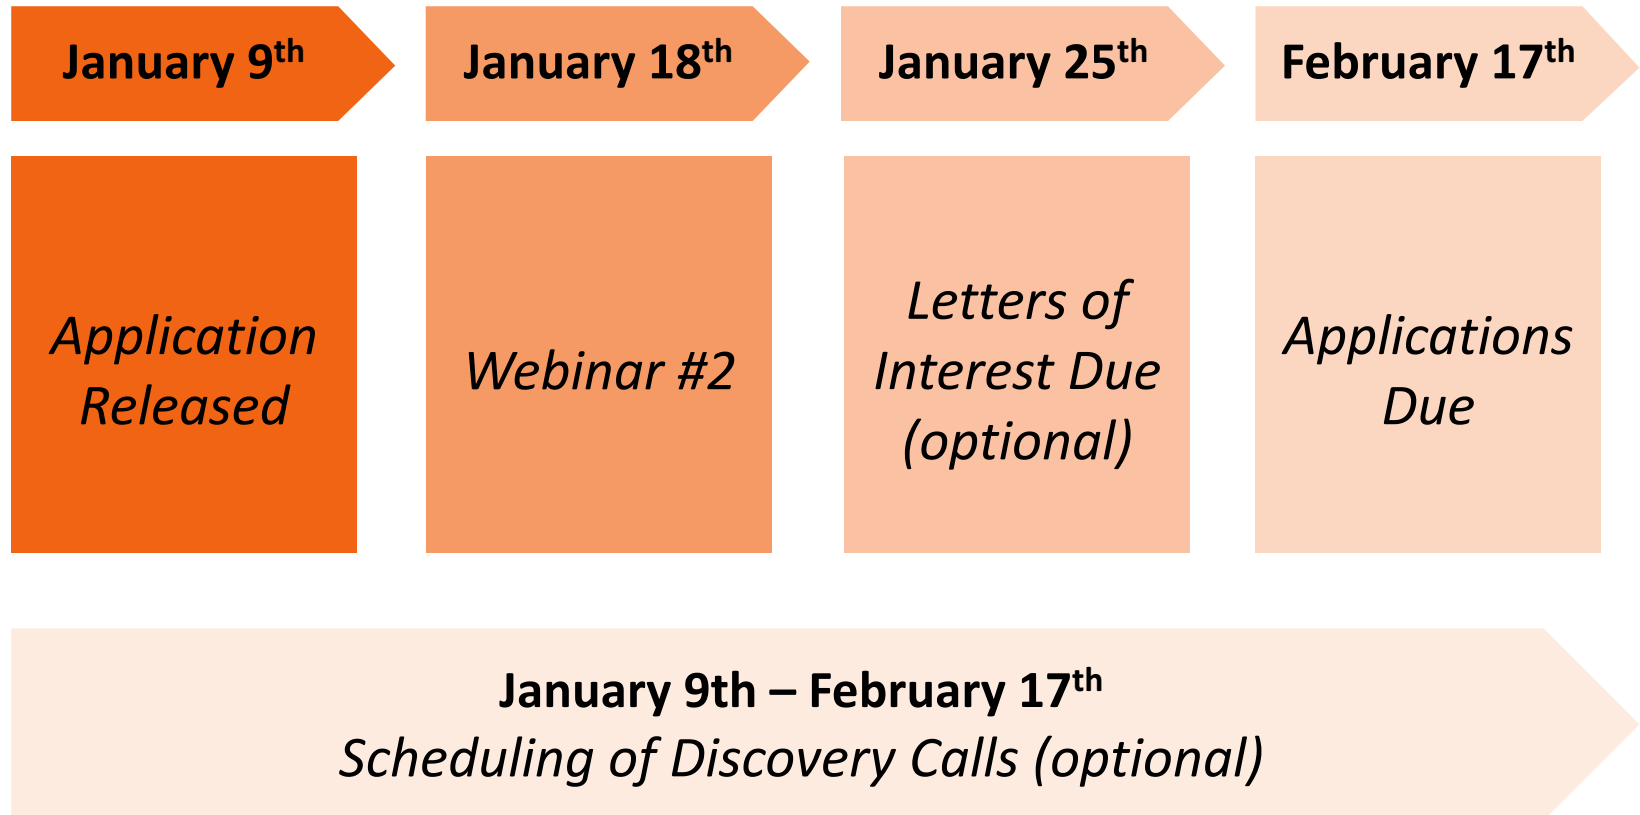 January 9th
January 18th
January 25th
February 17th
Application
Released
Webinar #2
Letters of
Interest Due
(optional)
Applications
Due
January 9th – February 17th
Scheduling of Discovery Calls (optional)